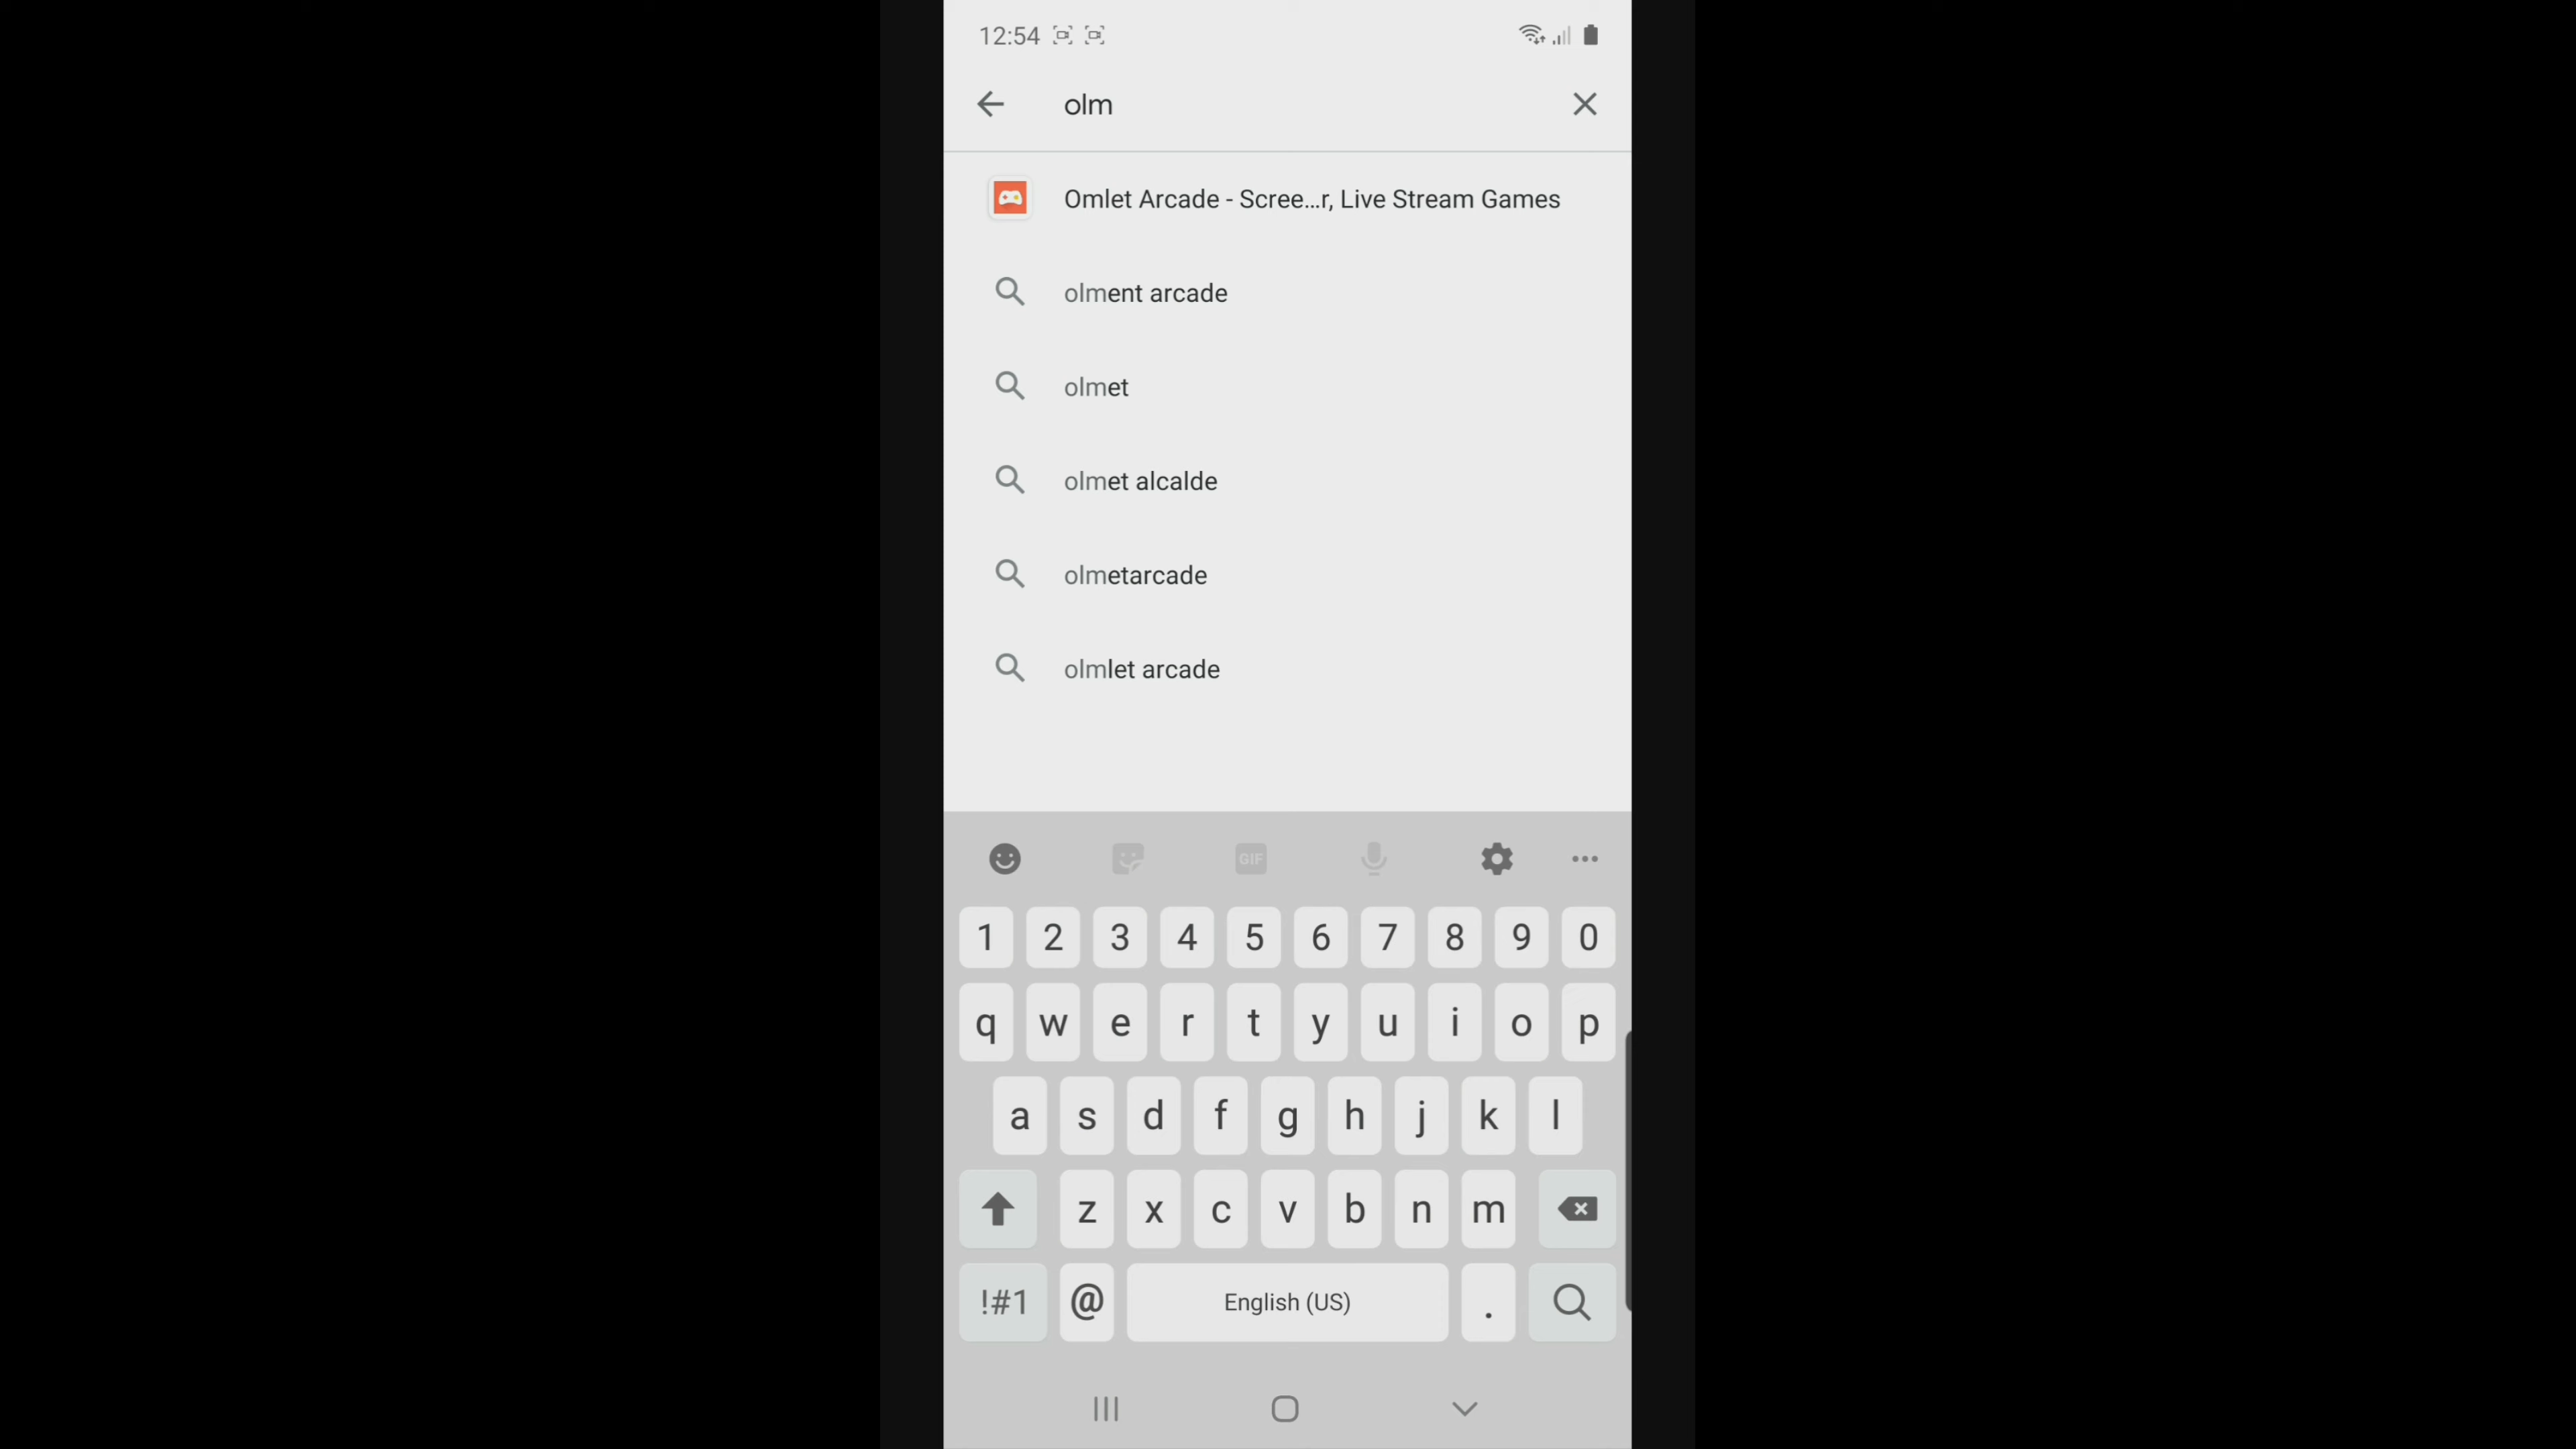 12:54
olm
Omlet Arcade - Scree...r, Live Stream Games
olment arcade
olmet
olmet alcalde
olmetarcade
olmlet arcade
GIF
1 2 3 4 5 6 7 8 9 0
q w e r t y u i o p
a s d f g h j k l
z x c v b n m
!#1 @ English (US) .